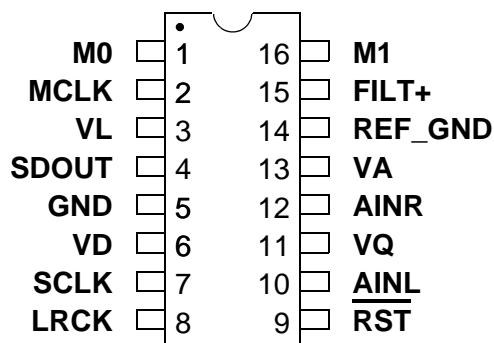 M0 1 16 M1
MCLK 2 15 FILT+
VL 3 14 REF_GND
SDOUT 4 13 VA
GND 5 12 AINR
VD 6 11 VQ
SCLK 7 10 AINL
LRCK 8 9 RST